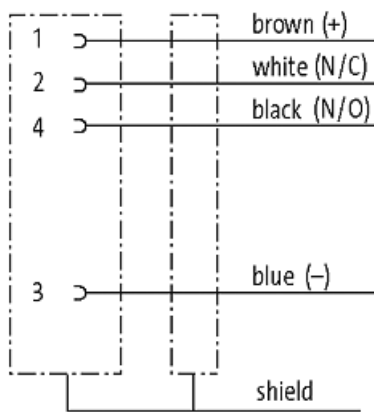 1 brown (+)
2 white (N/C)
4 black (N/O)
3 blue (–)
shield